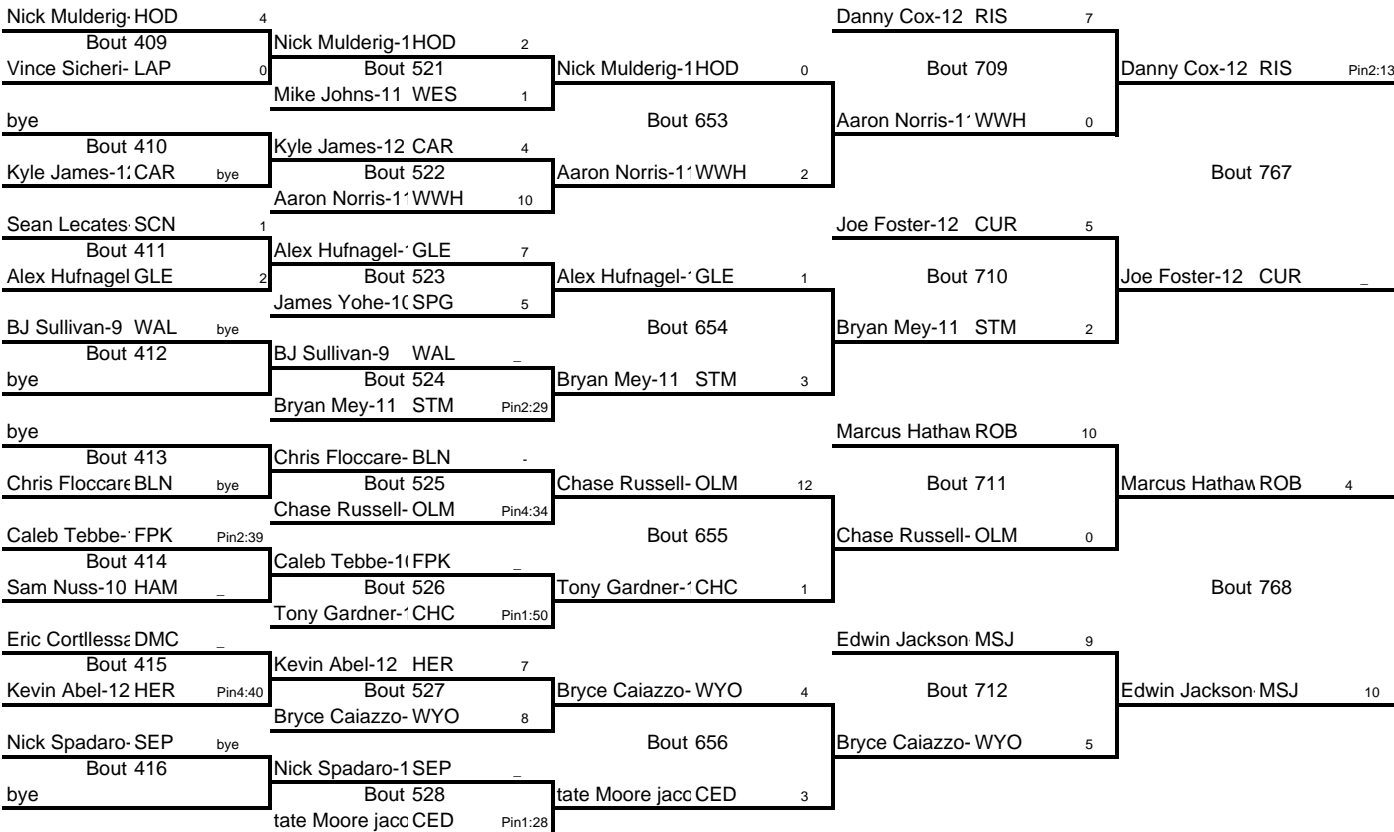 Nick Mulderig- HOD 4
Bout 409
Vince Sicheri- LAP 0
bye
Bout 410
Kyle James-12 CAR bye
Sean Lecates- SCN 1
Bout 411
Alex Hufnagel GLE 2
BJ Sullivan-9 WAL bye
Bout 412
bye
bye
Bout 413
Chris Floccare BLN bye
Caleb Tebbe-1 FPK Pin2:39
Bout 414
Sam Nuss-10 HAM _
Eric Cortllessa DMC _
Bout 415
Kevin Abel-12 HER Pin4:40
Nick Spadaro- SEP bye
Bout 416
bye
Nick Mulderig-1 HOD 2
Bout 521
Mike Johns-11 WES 1
Kyle James-12 CAR 4
Bout 522
Aaron Norris-11 WWH 10
Alex Hufnagel-1 GLE 7
Bout 523
James Yohe-10 SPG 5
BJ Sullivan-9 WAL _
Bout 524
Bryan Mey-11 STM Pin2:29
Chris Floccare- BLN -
Bout 525
Chase Russell- OLM Pin4:34
Caleb Tebbe-10 FPK _
Bout 526
Tony Gardner-1 CHC Pin1:50
Kevin Abel-12 HER 7
Bout 527
Bryce Caiazzo- WYO 8
Nick Spadaro-1 SEP _
Bout 528
tate Moore jaco CED Pin1:28
Nick Mulderig-1 HOD 0
Bout 653
Aaron Norris-11 WWH 2
Alex Hufnagel-1 GLE 1
Bout 654
Bryan Mey-11 STM 3
Chase Russell- OLM 12
Bout 655
Tony Gardner-1 CHC 1
Bryce Caiazzo- WYO 4
Bout 656
tate Moore jaco CED 3
Danny Cox-12 RIS 7
Bout 709
Aaron Norris-11 WWH 0
Joe Foster-12 CUR 5
Bout 710
Bryan Mey-11 STM 2
Marcus Hathaw ROB 10
Bout 711
Chase Russell- OLM 0
Edwin Jackson- MSJ 9
Bout 712
Bryce Caiazzo- WYO 5
Danny Cox-12 RIS Pin2:13
Bout 767
Joe Foster-12 CUR _
Marcus Hathaw ROB 4
Bout 768
Edwin Jackson- MSJ 10